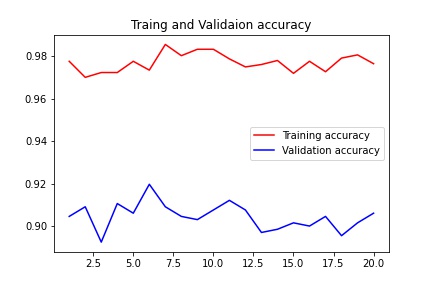 Traing and Validaion accuracy
0.98
0.96
0.94
0.92
0.90
Training accuracy
Validation accuracy
2.5 5.0 7.5 10.0 12.5 15.0 17.5 20.0